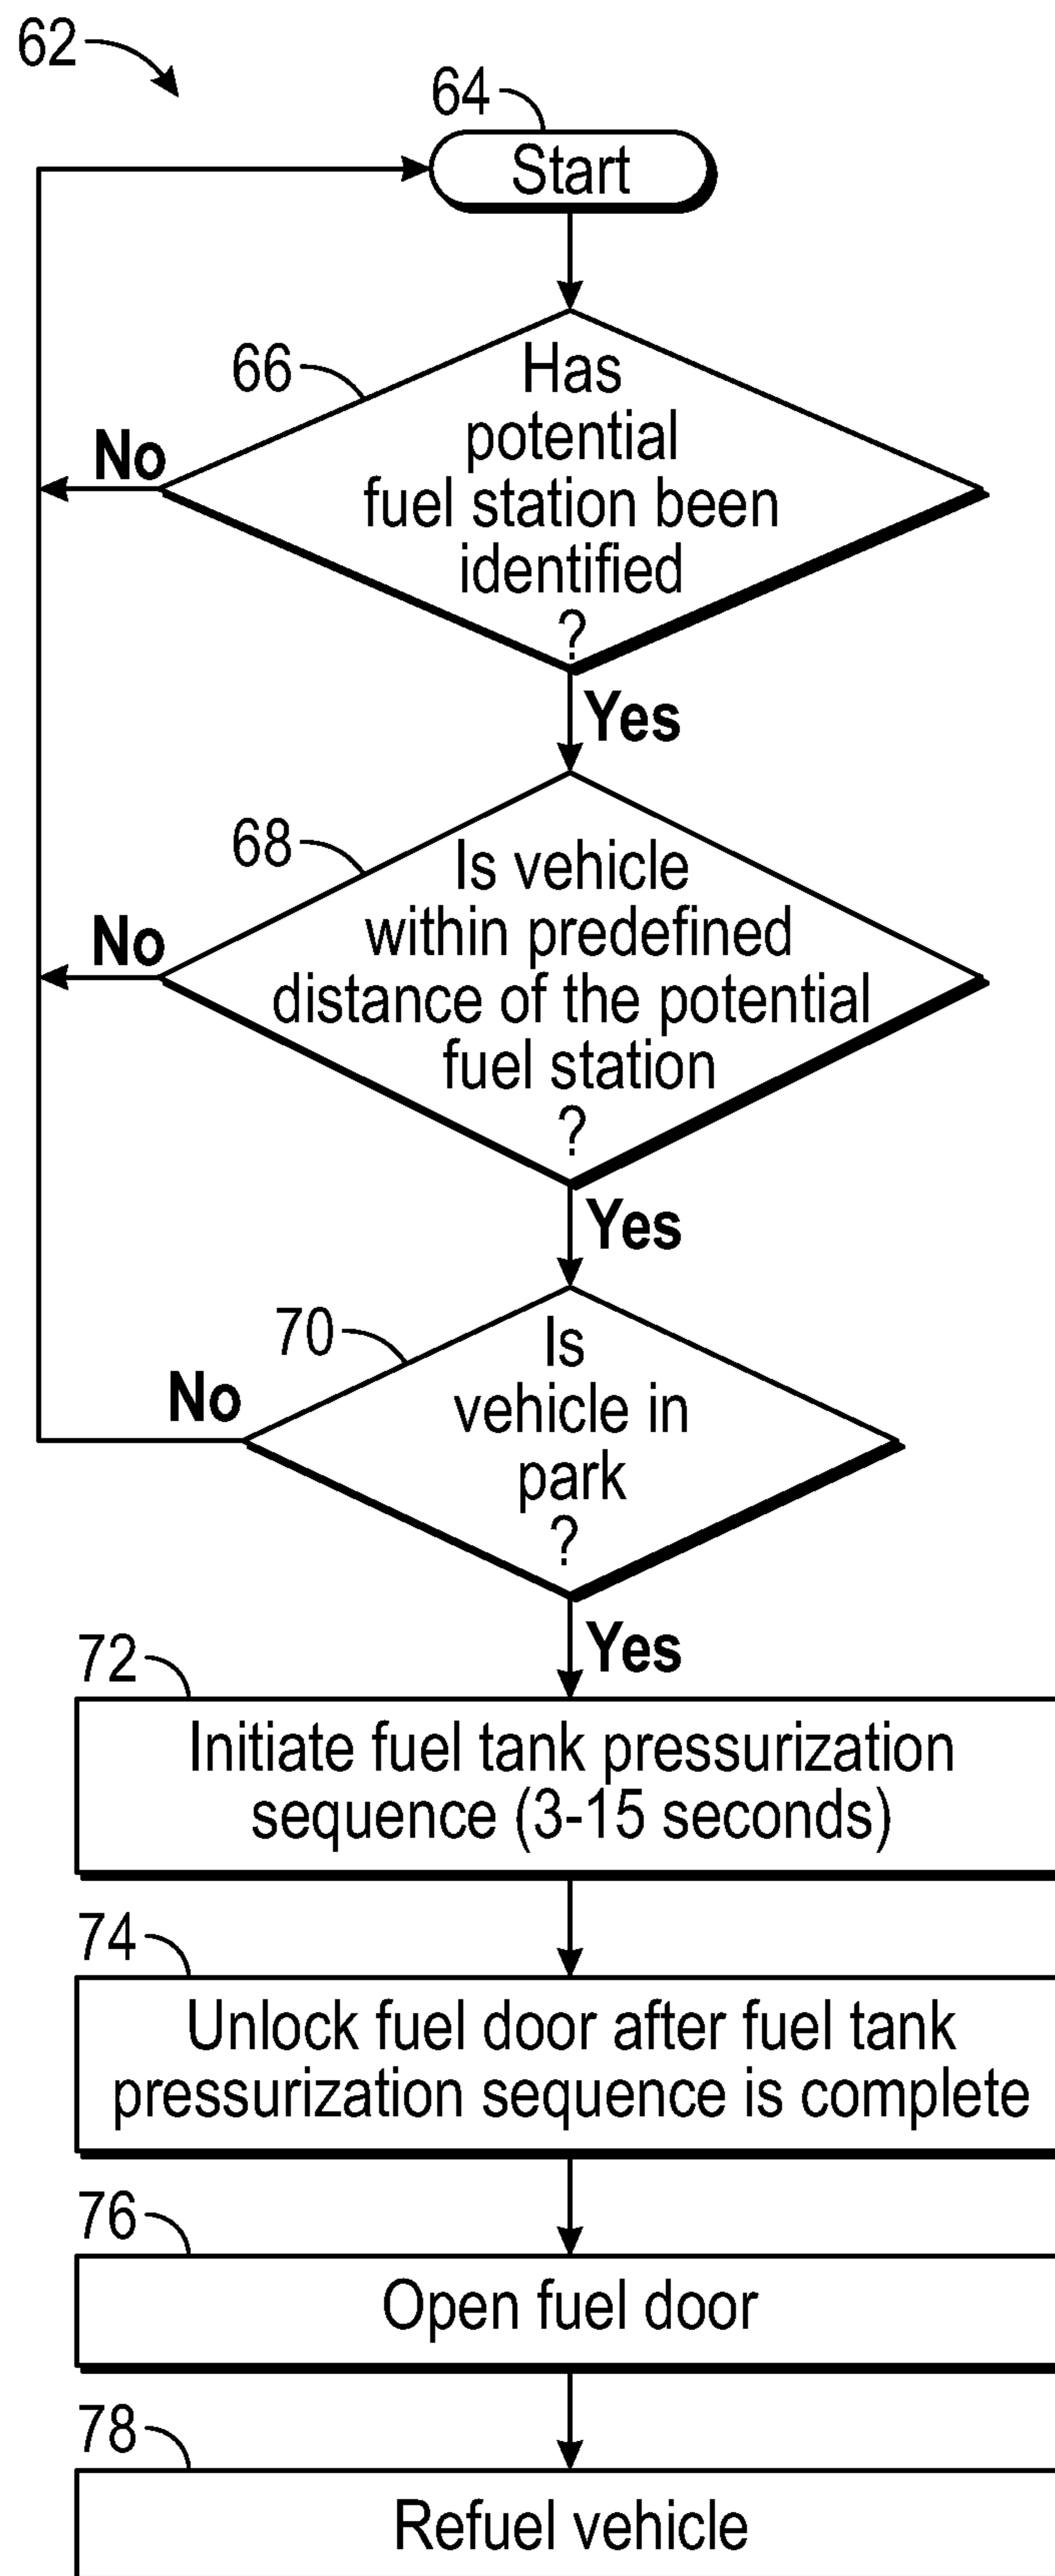 62
64
Start
66
Has
potential
fuel station been
identified
?
No
Yes
68
Is vehicle
within predefined
distance of the potential
fuel station
?
No
Yes
70
Is
vehicle in
park
?
No
Yes
72
Initiate fuel tank pressurization
sequence (3-15 seconds)
74
Unlock fuel door after fuel tank
pressurization sequence is complete
76
Open fuel door
78
Refuel vehicle